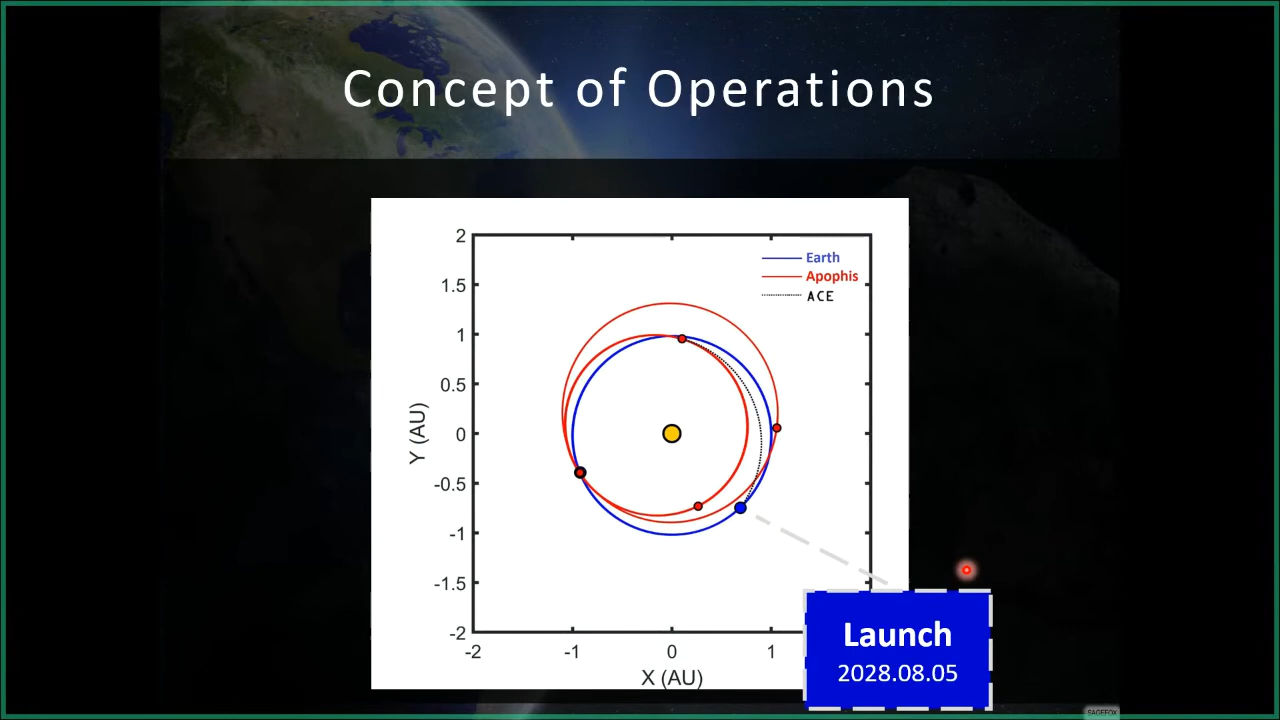 Concept of Operations
Earth
Apophis
ACE
2
1.5
1
0.5
0
-0.5
-1
-1.5
-2
Y (AU)
-2
-1
0
1
X (AU)
Launch
2028.08.05
SAGEFOX